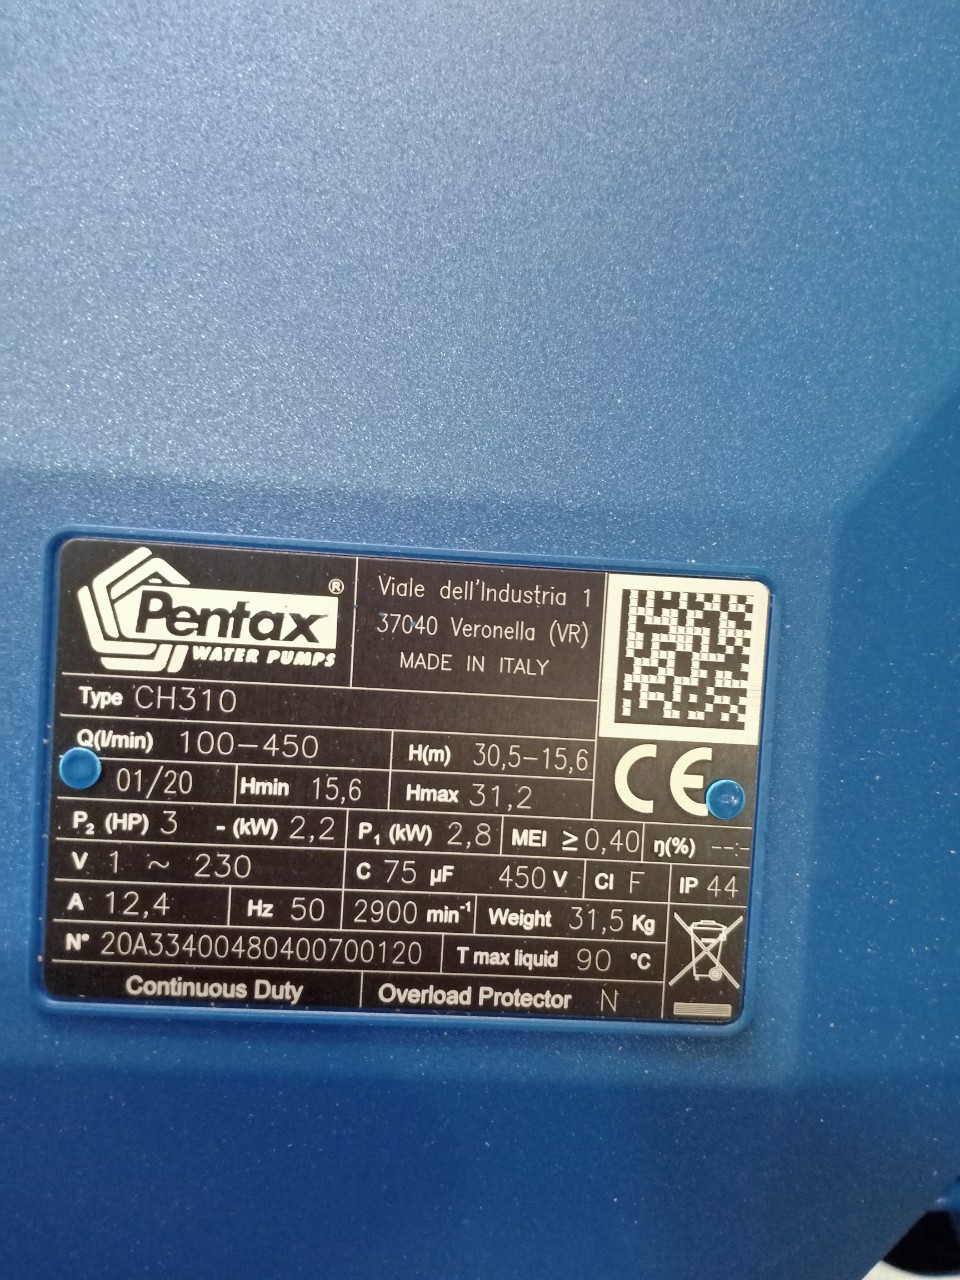 Pentax ®
WATER PUMPS
Viale dell'Industria 1
37040 Veronella (VR)
MADE IN ITALY
Type CH310
Q(l/min) 100-450 H(m) 30,5-15,6
01/20 Hmin 15,6 Hmax 31,2
CE
P₂ (HP) 3 - (kW) 2,2 P₁ (kW) 2,8 MEI ≥ 0,40 η(%) --.-
V 1 ~ 230 C 75 µF 450 V Cl F IP 44
A 12,4 Hz 50 2900 min⁻¹ Weight 31,5 Kg
N° 20A33400480400700120 T max liquid 90 °C
Continuous Duty Overload Protector N